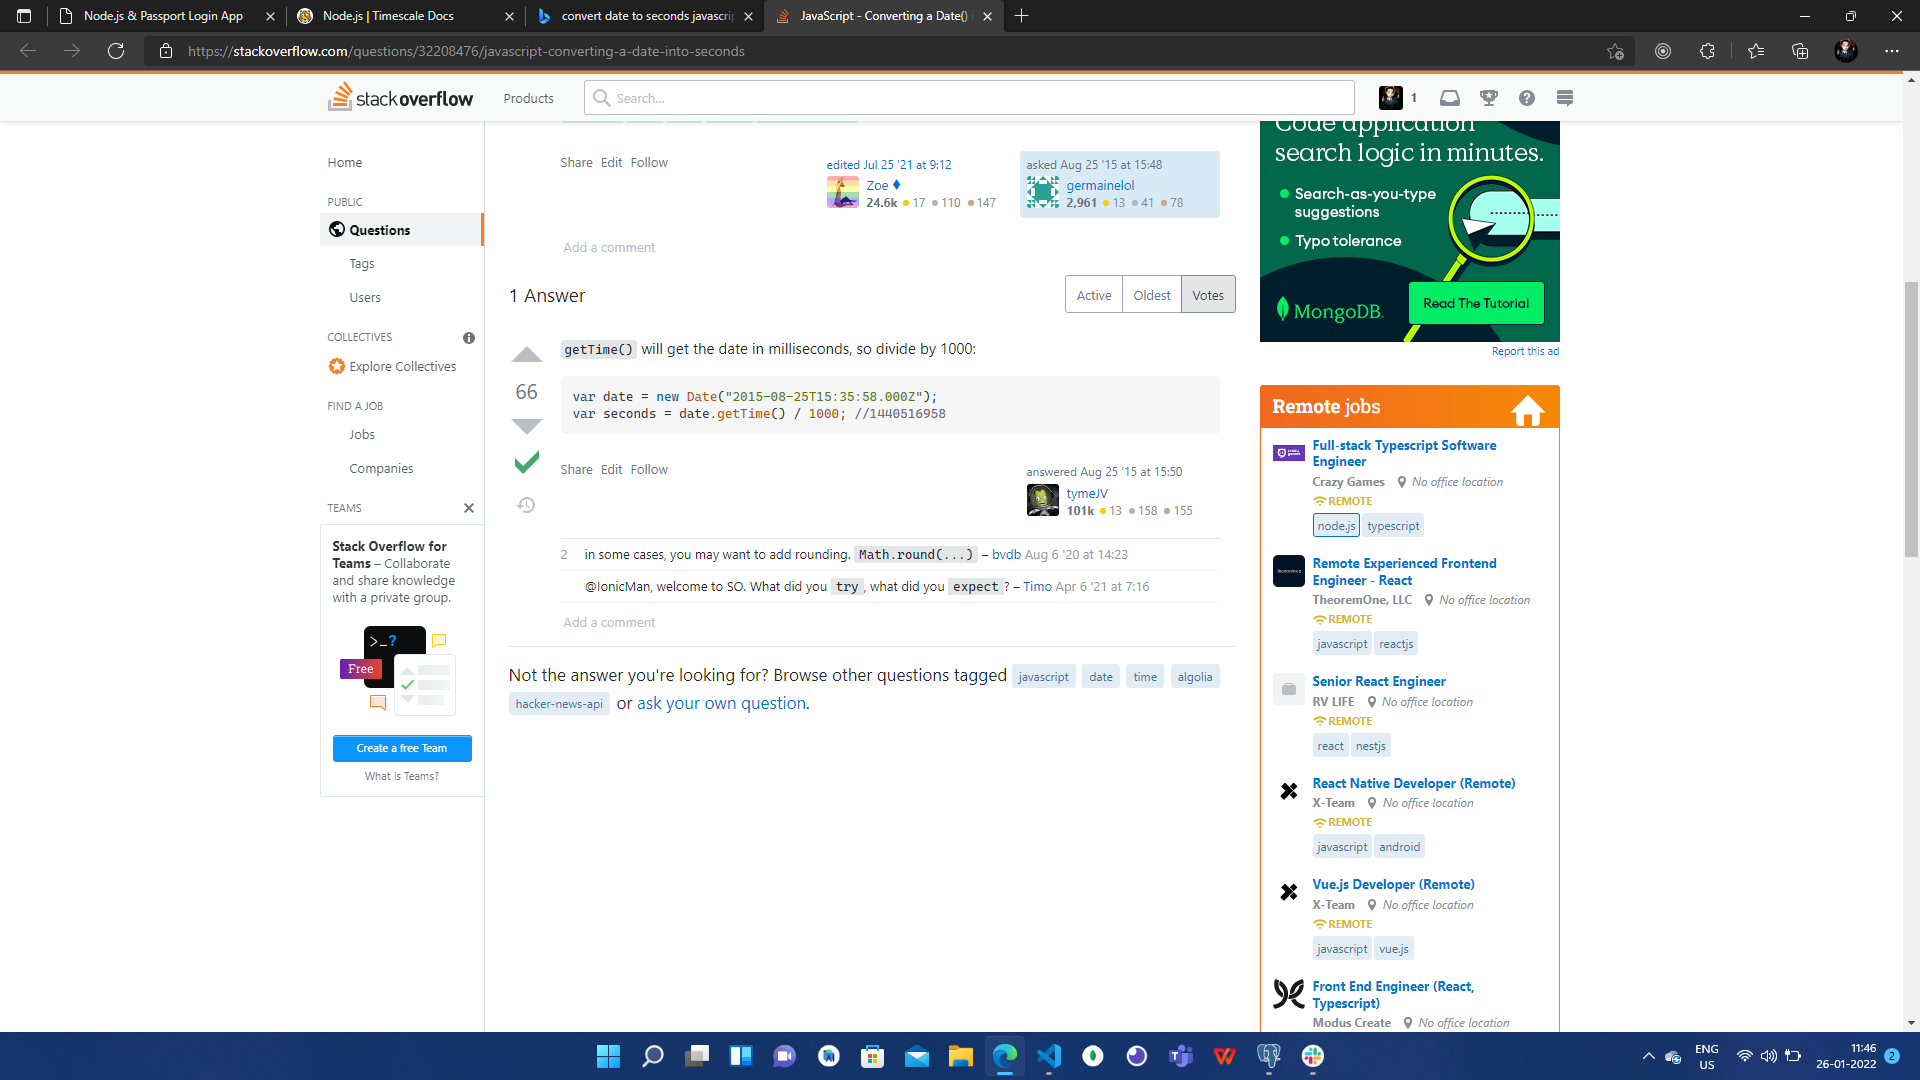 Node.js & Passport Login App
Node.js | Timescale Docs
convert date to seconds javascrip
JavaScript - Converting a Date() i
https://stackoverflow.com/questions/32208476/javascript-converting-a-date-into-seconds
stack overflow
Products
Search...
1
Home
PUBLIC
Questions
Tags
Users
COLLECTIVES
Explore Collectives
FIND A JOB
Jobs
Companies
TEAMS
Stack Overflow for
Teams – Collaborate
and share knowledge
with a private group.
>_?
Free
Create a free Team
What is Teams?
Share Edit Follow
edited Jul 25 '21 at 9:12
Zoe ♦
24.6k 17 110 147
asked Aug 25 '15 at 15:48
germainelol
2,961 13 41 78
Add a comment
1 Answer
Active Oldest Votes
66
getTime() will get the date in milliseconds, so divide by 1000:
var date = new Date("2015-08-25T15:35:58.000Z");
var seconds = date.getTime() / 1000; //1440516958
Share Edit Follow
answered Aug 25 '15 at 15:50
tymeJV
101k 13 158 155
2 in some cases, you may want to add rounding. Math.round(...) – bvdb Aug 6 '20 at 14:23
@IonicMan, welcome to SO. What did you try, what did you expect? – Timo Apr 6 '21 at 7:16
Add a comment
Not the answer you're looking for? Browse other questions tagged javascript date time algolia
hacker-news-api or ask your own question.
Code application
search logic in minutes.
Search-as-you-type
suggestions
Typo tolerance
MongoDB.
Read The Tutorial
Report this ad
Remote jobs
Full-stack Typescript Software
Engineer
Crazy Games No office location
REMOTE
node.js typescript
Remote Experienced Frontend
Engineer - React
TheoremOne, LLC No office location
REMOTE
javascript reactjs
Senior React Engineer
RV LIFE No office location
REMOTE
react nestjs
React Native Developer (Remote)
X-Team No office location
REMOTE
javascript android
Vue.js Developer (Remote)
X-Team No office location
REMOTE
javascript vue.js
Front End Engineer (React,
Typescript)
Modus Create No office location
ENG
US
11:46
26-01-2022
2